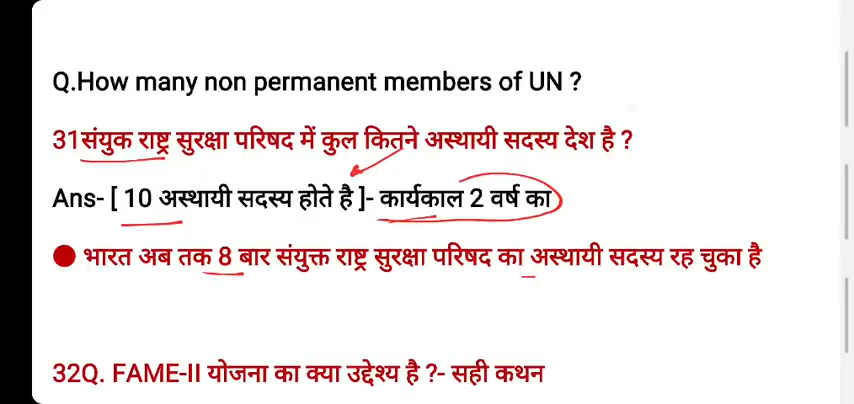 Q.How many non permanent members of UN ?
31संयुक राष्ट्र सुरक्षा परिषद में कुल कितने अस्थायी सदस्य देश है ?
Ans- [ 10 अस्थायी सदस्य होते है ]- कार्यकाल 2 वर्ष का
● भारत अब तक 8 बार संयुक्त राष्ट्र सुरक्षा परिषद का अस्थायी सदस्य रह चुका है
32Q. FAME-II योजना का क्या उद्देश्य है ?- सही कथन